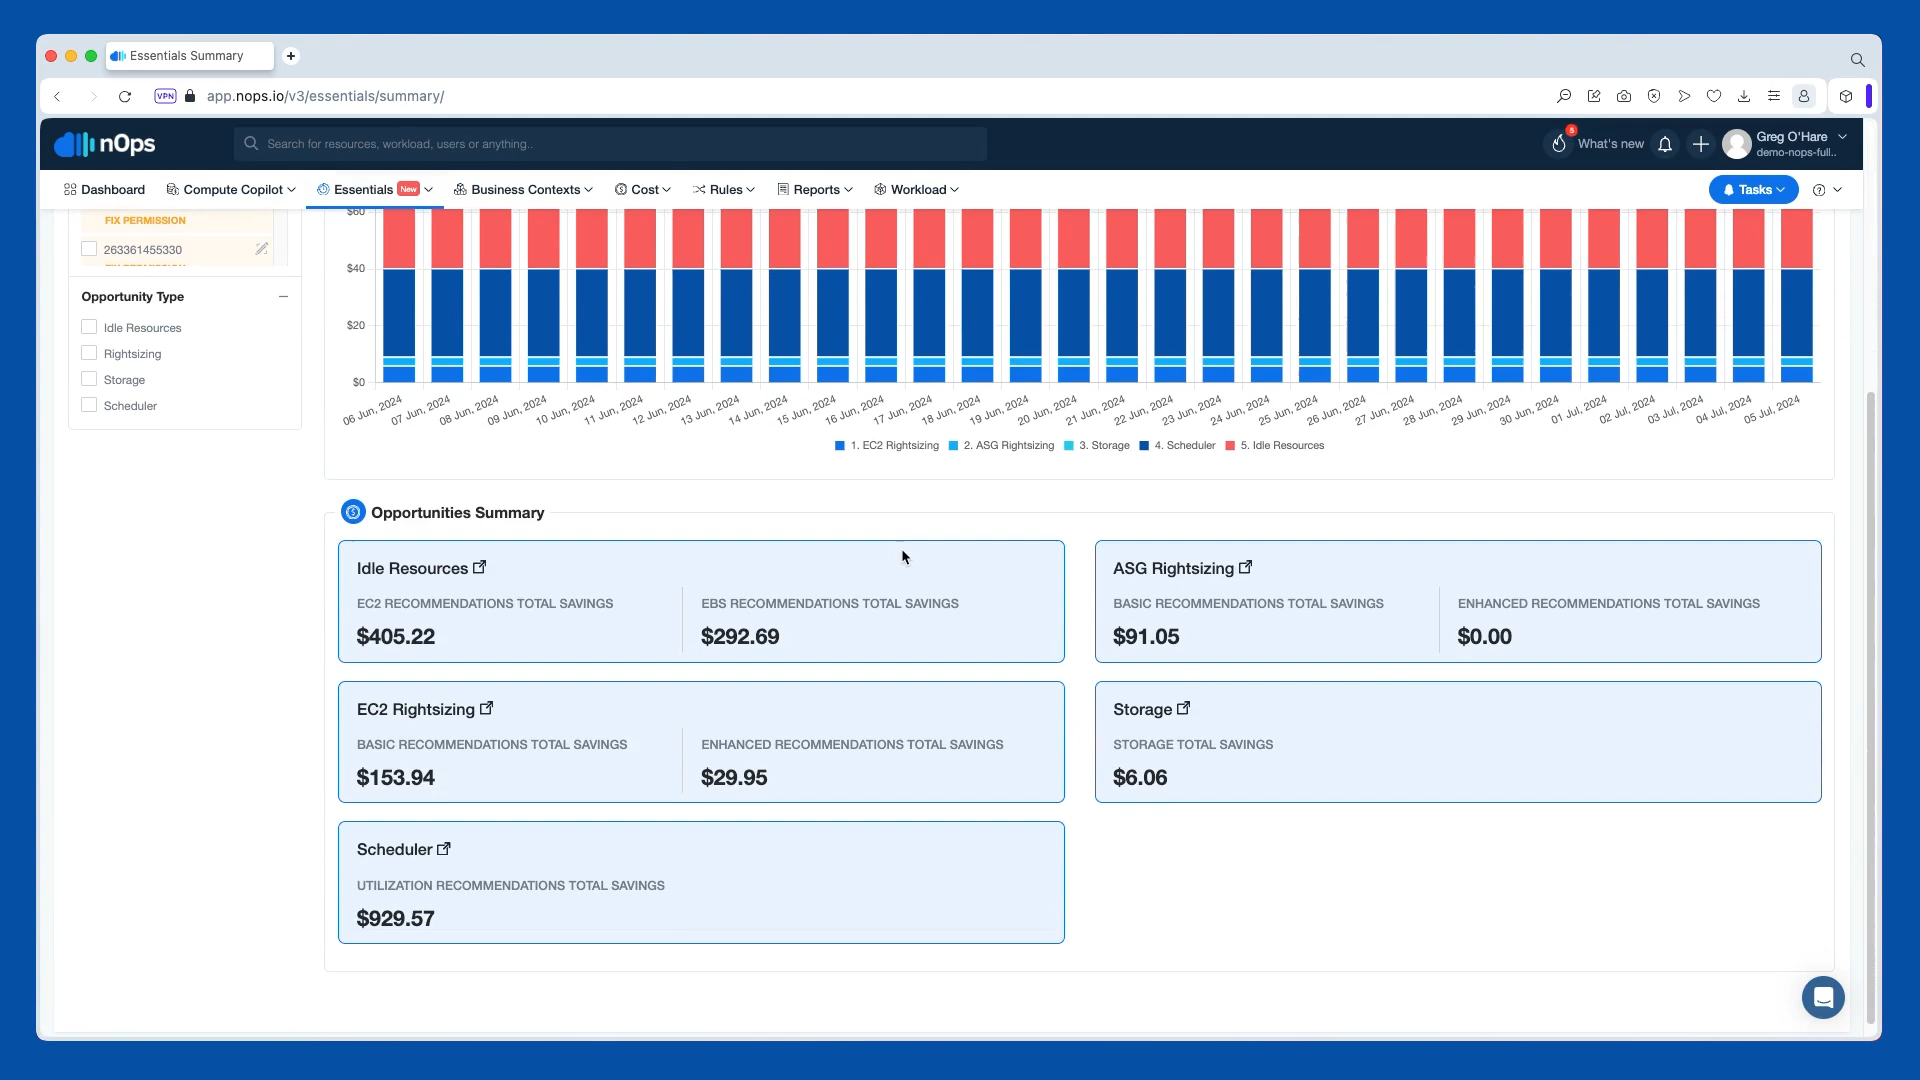 Essentials Summary
VPN
app.nops.io/v3/essentials/summary/
nOps
Search for resources, workload, users or anything..
5
What's new
Greg O'Hare
demo-nops-full..
Dashboard
Compute Copilot
Essentials New
Business Contexts
Cost
Rules
Reports
Workload
Tasks
FIX PERMISSION
263361455330
Opportunity Type
Idle Resources
Rightsizing
Storage
Scheduler
$60
$40
$20
$0
06 Jun, 2024
07 Jun, 2024
08 Jun, 2024
09 Jun, 2024
10 Jun, 2024
11 Jun, 2024
12 Jun, 2024
13 Jun, 2024
14 Jun, 2024
15 Jun, 2024
16 Jun, 2024
17 Jun, 2024
18 Jun, 2024
19 Jun, 2024
20 Jun, 2024
21 Jun, 2024
22 Jun, 2024
23 Jun, 2024
24 Jun, 2024
25 Jun, 2024
26 Jun, 2024
27 Jun, 2024
28 Jun, 2024
29 Jun, 2024
30 Jun, 2024
01 Jul, 2024
02 Jul, 2024
03 Jul, 2024
04 Jul, 2024
05 Jul, 2024
1. EC2 Rightsizing
2. ASG Rightsizing
3. Storage
4. Scheduler
5. Idle Resources
Opportunities Summary
Idle Resources
EC2 RECOMMENDATIONS TOTAL SAVINGS
$405.22
EBS RECOMMENDATIONS TOTAL SAVINGS
$292.69
ASG Rightsizing
BASIC RECOMMENDATIONS TOTAL SAVINGS
$91.05
ENHANCED RECOMMENDATIONS TOTAL SAVINGS
$0.00
EC2 Rightsizing
BASIC RECOMMENDATIONS TOTAL SAVINGS
$153.94
ENHANCED RECOMMENDATIONS TOTAL SAVINGS
$29.95
Storage
STORAGE TOTAL SAVINGS
$6.06
Scheduler
UTILIZATION RECOMMENDATIONS TOTAL SAVINGS
$929.57